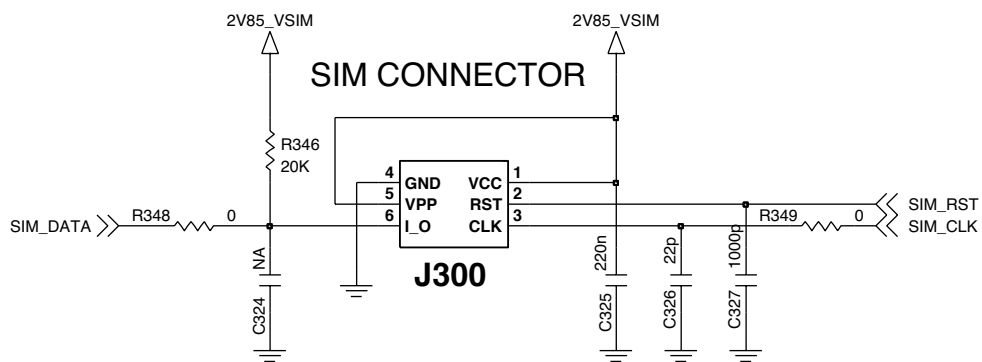 2V85_VSIM
2V85_VSIM
SIM CONNECTOR
R346
20K
4 GND VCC 1
5 VPP RST 2
6 I_O CLK 3
SIM_DATA R348 0
R349 0 SIM_RST
SIM_CLK
J300
NA
C324
220n
C325
22p
C326
1000p
C327